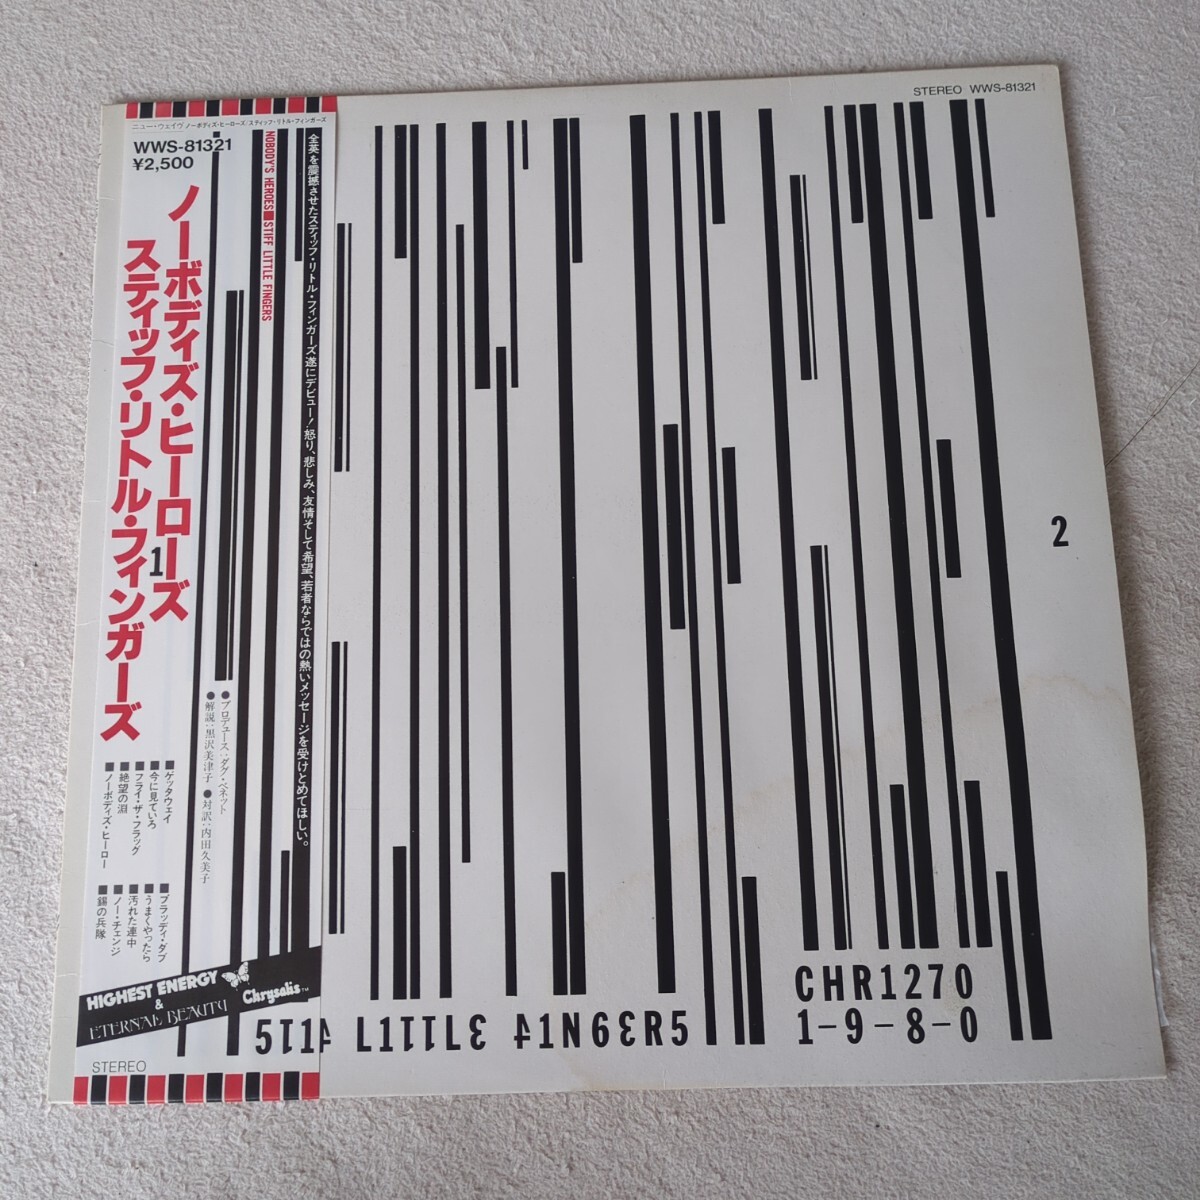 STEREO WWS-81321
ニュー・ウェイヴ ノーボディズ・ヒーローズ/スティッフ・リトル・フィンガーズ
WWS-81321
¥2,500
ノーボディズ・ヒーローズ
スティッフ・リトル・フィンガーズ
NOBODY'S HEROES■STIFF LITTLE FINGERS
全英を震撼させたスティッフ・リトル・フィンガーズ遂にデビュー!怒り、悲しみ、友情そして希望、若者ならではの熱いメッセージを受けとめてほしい。
1
2
●プロデュース:ダグ・ベネット
●解説:黒沢美津子 ●対訳:内田久美子
■ゲッタウェイ
■今に見ていろ
■フライ・ザ・フラッグ
■絶望の淵
■ノーボディズ・ヒーロー
■ブラッディ・ダブ
■うまくやったら
■汚れた連中
■ノー・チェンジ
■錫の兵隊
HIGHEST ENERGY
&
ETERNAL BEAUTY
Chrysalis™
STEREO
CHR1270
1-9-8-0